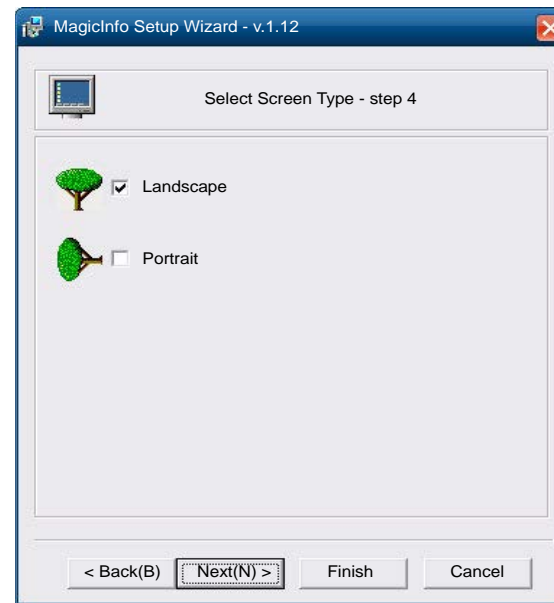 MagicInfo Setup Wizard - v.1.12
Select Screen Type - step 4
Landscape
Portrait
< Back(B) Next(N) > Finish Cancel